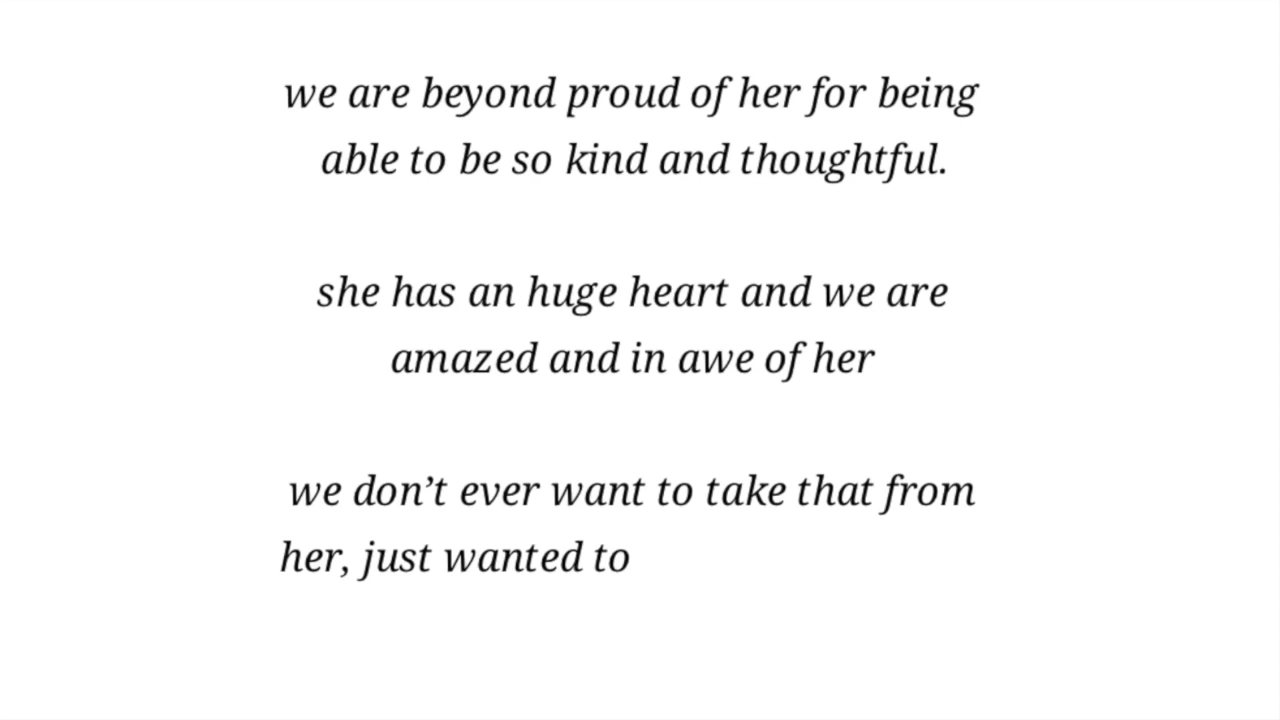 we are beyond proud of her for being
able to be so kind and thoughtful.
she has an huge heart and we are
amazed and in awe of her
we don’t ever want to take that from
her, just wanted to